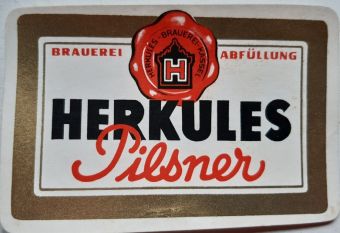 HERKULES-BRAUEREI KASSEL
H
BRAUEREI ABFÜLLUNG
HERKULES
Pilsner